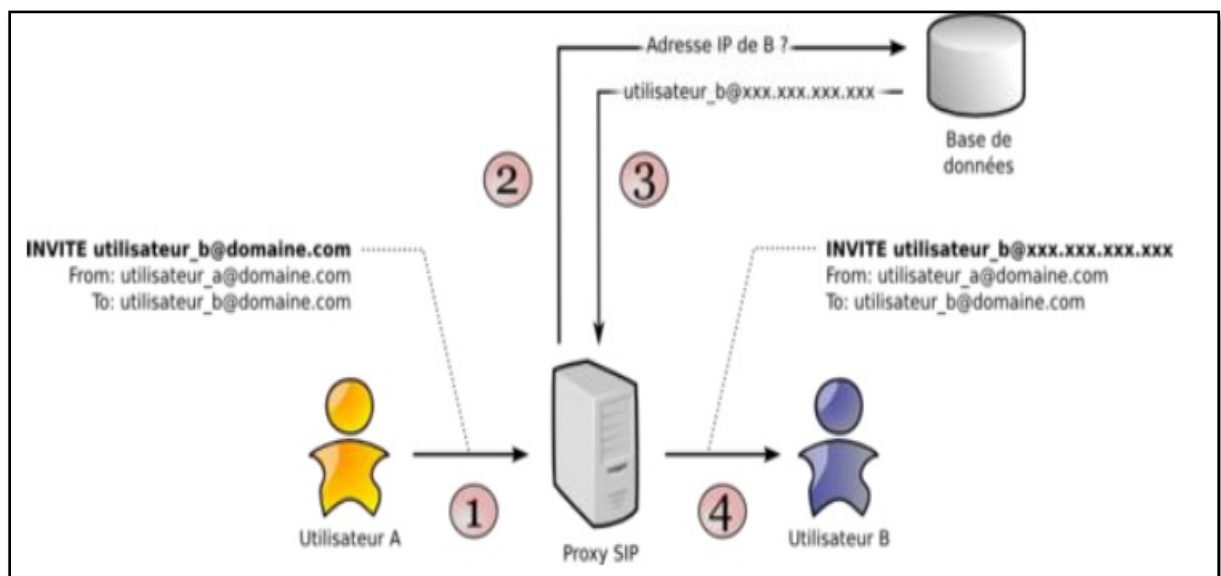 Adresse IP de B ?
utilisateur_b@xxx.xxx.xxx.xxx
Base de
données
2
3
INVITE utilisateur_b@domaine.com
From: utilisateur_a@domaine.com
To: utilisateur_b@domaine.com
INVITE utilisateur_b@xxx.xxx.xxx.xxx
From: utilisateur_a@domaine.com
To: utilisateur_b@domaine.com
1
4
Utilisateur A
Proxy SIP
Utilisateur B